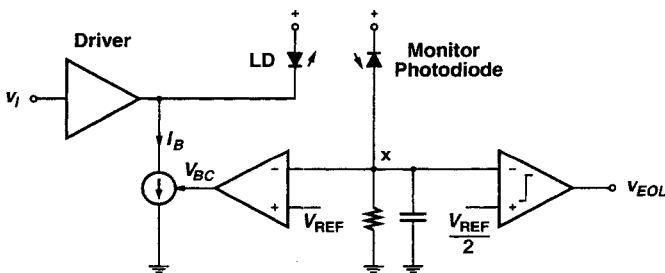 +
+
Driver
LD
Monitor
Photodiode
v_I
I_B
V_BC
x
-
+
V_REF
-
+
V_REF
2
v_EOL